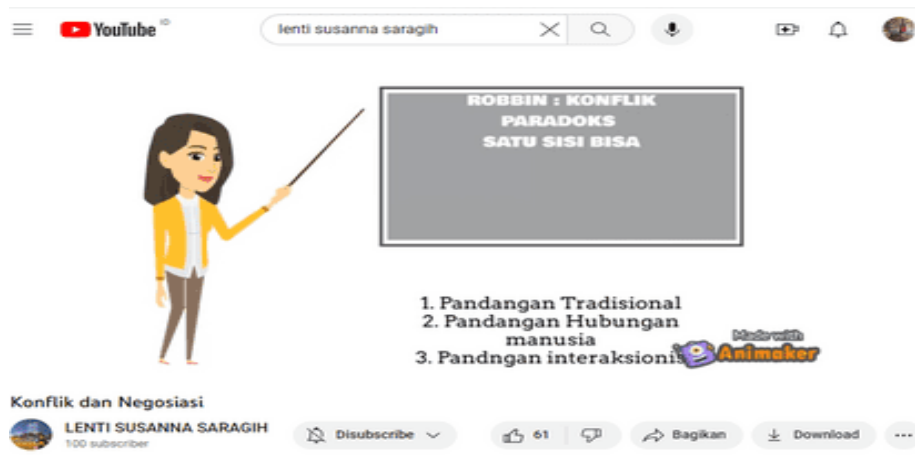 YouTube ID
lenti susanna saragih
ROBBIN : KONFLIK
PARADOKS
SATU SISI BISA
1. Pandangan Tradisional
2. Pandangan Hubungan
manusia
3. Pandngan interaksionis
Made with
Animaker
Konflik dan Negosiasi
LENTI SUSANNA SARAGIH
100 subscriber
Disubscribe
61
Bagikan
Download